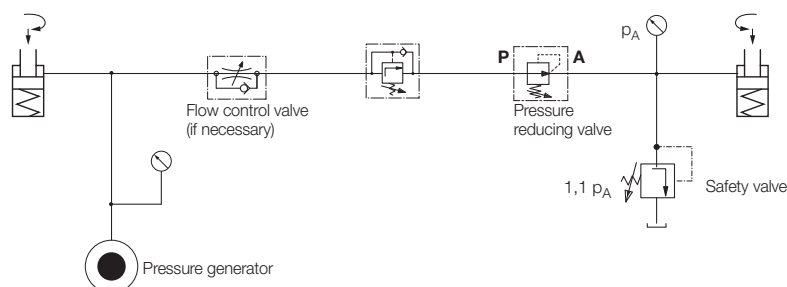 p_A
P A
Flow control valve
(if necessary)
Pressure
reducing valve
1,1 p_A
Safety valve
Pressure generator